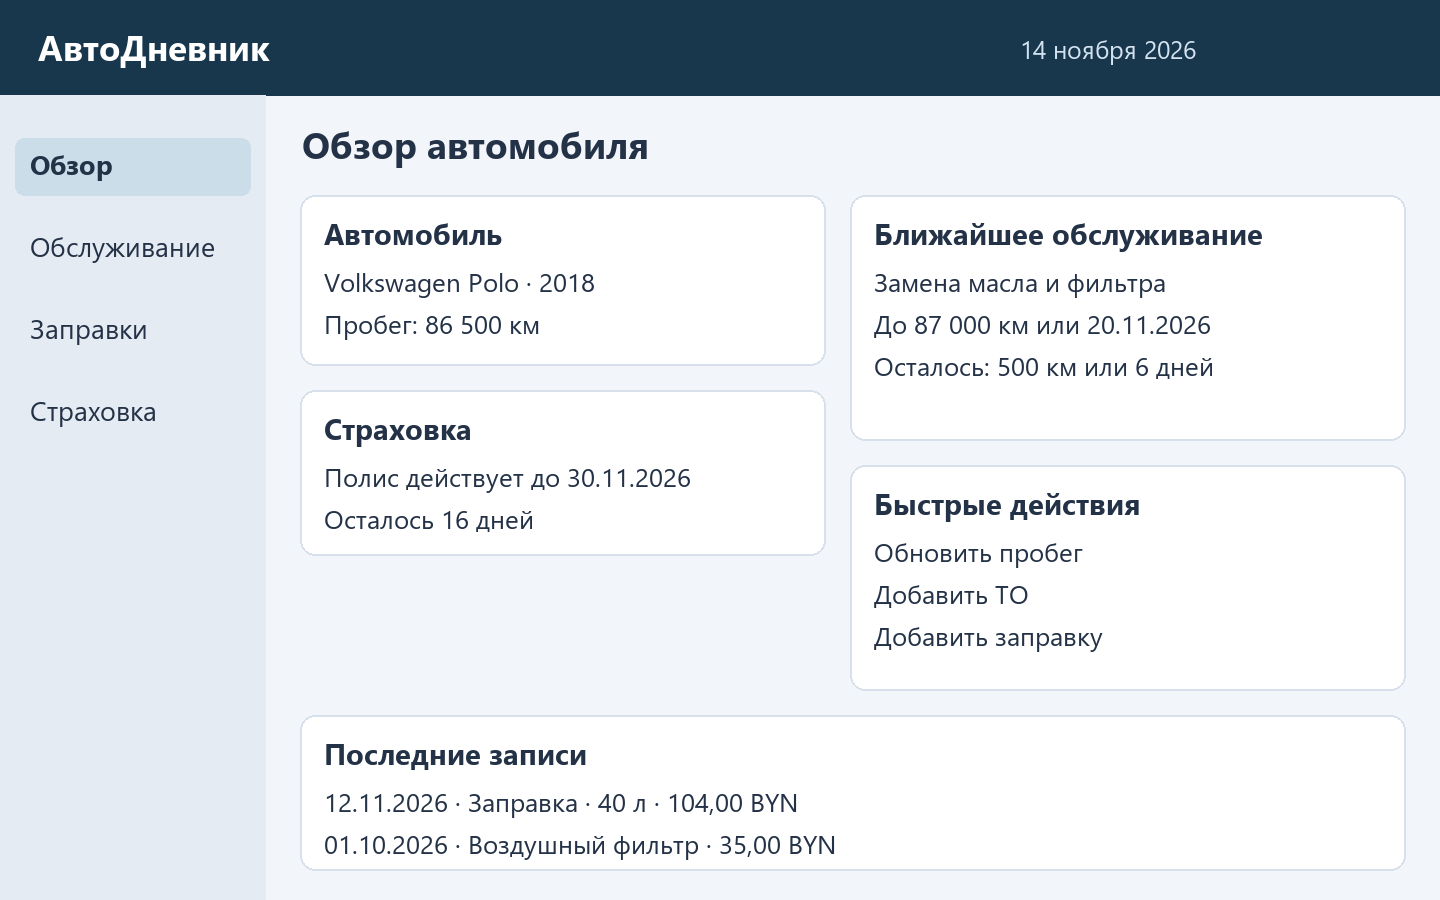 АвтоДневник
14 ноября 2026
Обзор
Обслуживание
Заправки
Страховка
Обзор автомобиля
Автомобиль
Volkswagen Polo · 2018
Пробег: 86 500 км
Страховка
Полис действует до 30.11.2026
Осталось 16 дней
Ближайшее обслуживание
Замена масла и фильтра
До 87 000 км или 20.11.2026
Осталось: 500 км или 6 дней
Быстрые действия
Обновить пробег
Добавить ТО
Добавить заправку
Последние записи
12.11.2026 · Заправка · 40 л · 104,00 BYN
01.10.2026 · Воздушный фильтр · 35,00 BYN